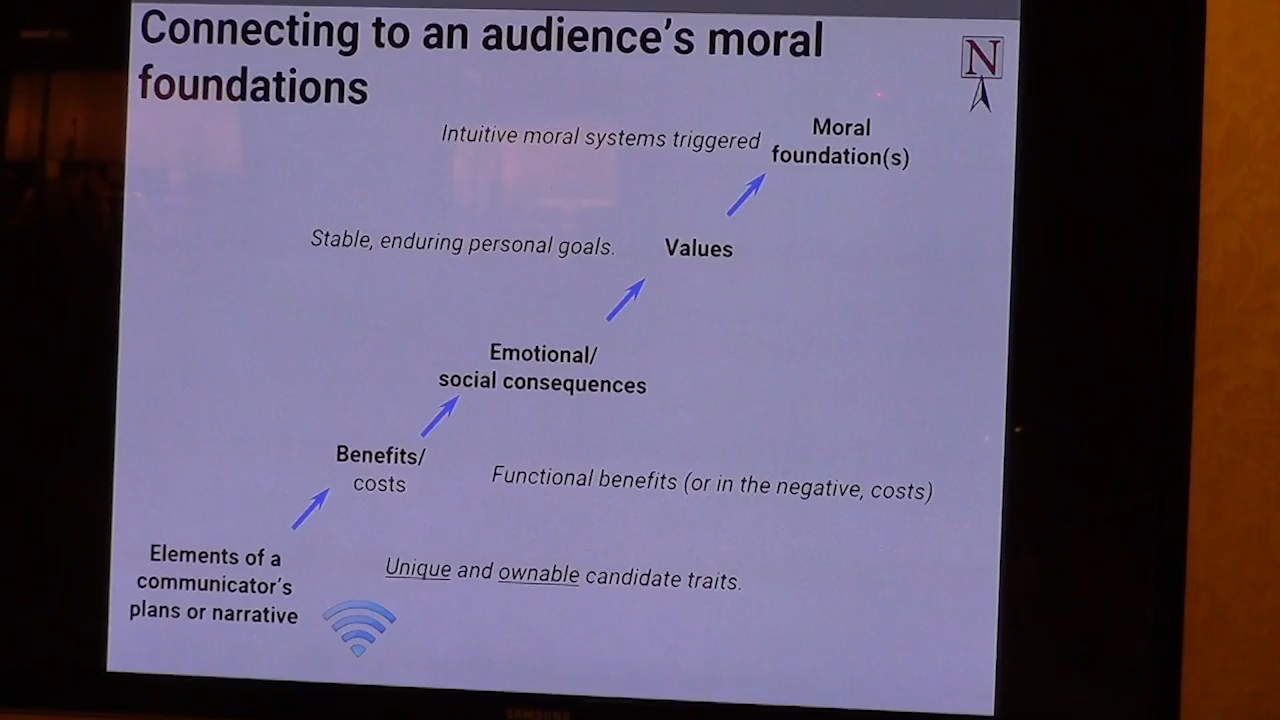 Connecting to an audience's moral
foundations
N
Intuitive moral systems triggered
Moral
foundation(s)
Stable, enduring personal goals.
Values
Emotional/
social consequences
Benefits/
costs
Functional benefits (or in the negative, costs)
Elements of a
communicator's
plans or narrative
Unique and ownable candidate traits.
SAMSUNG